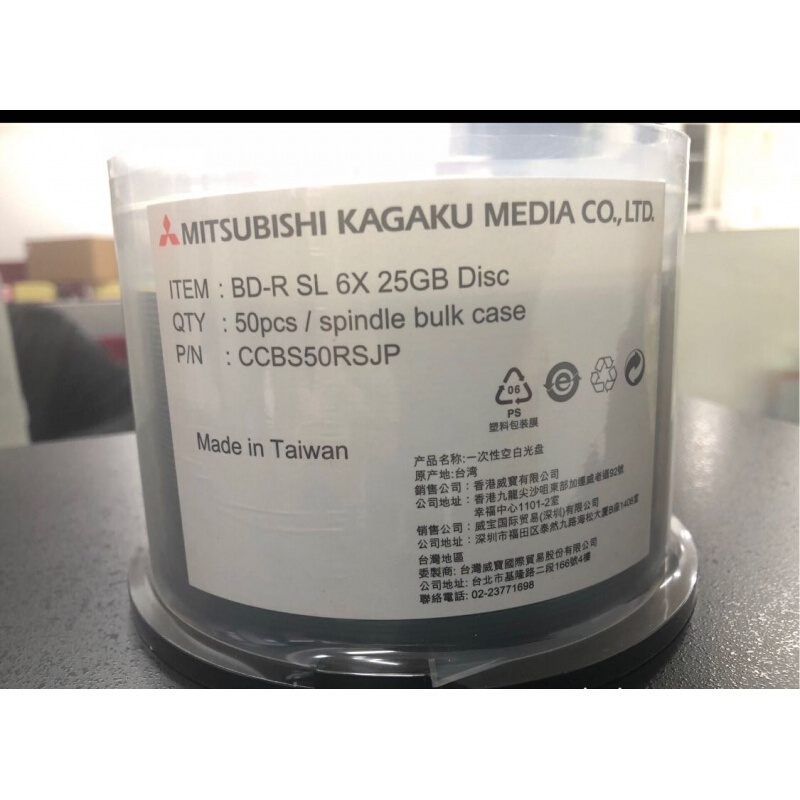 MITSUBISHI KAGAKU MEDIA CO., LTD.
ITEM : BD-R SL 6X 25GB Disc
QTY : 50pcs / spindle bulk case
P/N : CCBS50RSJP
06
PS
塑料包装膜
Made in Taiwan
产品名称:一次性空白光盘
原产地:台湾
銷售公司：香港威寶有限公司
公司地址：香港九龍尖沙咀東部加連威老道92號
幸福中心1101-2室
销售公司：威宝国际贸易(深圳)有限公司
公司地址：深圳市福田区泰然九路海松大厦B座1406室
台灣地區
委製商: 台灣威寶國際貿易股份有限公司
公司地址: 台北市基隆路二段166號4樓
聯絡電話: 02-23771698